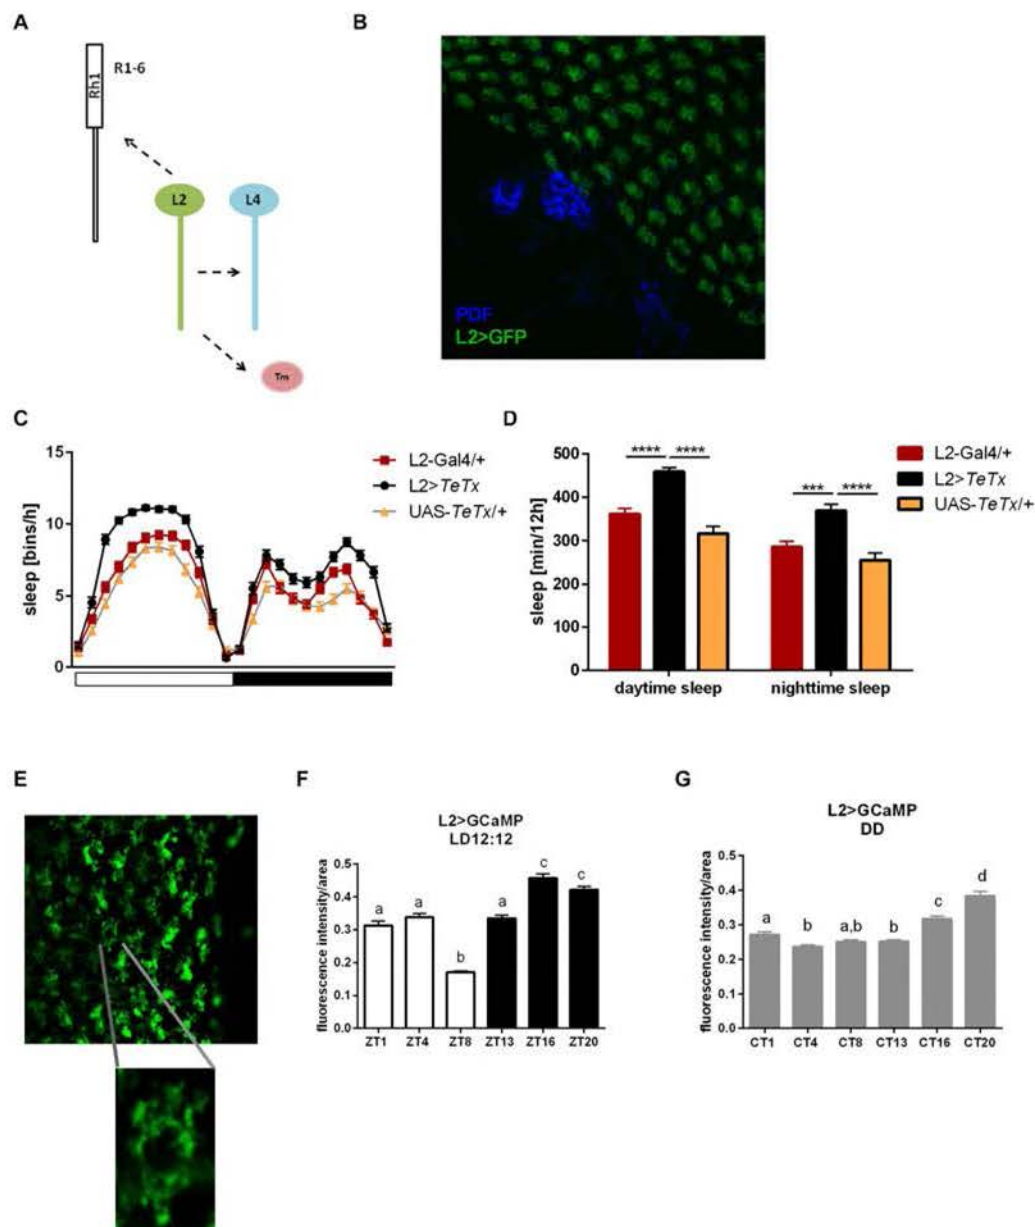 A
Rh1
R1-6
L2
L4
Tm
B
PDF
L2>GFP
C
sleep [bins/h]
15
10
5
0
L2-Gal4/+
L2>TeTx
UAS-TeTx/+
D
sleep [min/12h]
500
400
300
200
100
0
**** ****
*** ****
daytime sleep
nighttime sleep
L2-Gal4/+
L2>TeTx
UAS-TeTx/+
E
F
L2>GCaMP
LD12:12
fluorescence intensity/area
0.5
0.4
0.3
0.2
0.1
0.0
a a b a c c
ZT1 ZT4 ZT8 ZT13 ZT16 ZT20
G
L2>GCaMP
DD
fluorescence intensity/area
0.5
0.4
0.3
0.2
0.1
0.0
a b a,b b c d
CT1 CT4 CT8 CT13 CT16 CT20